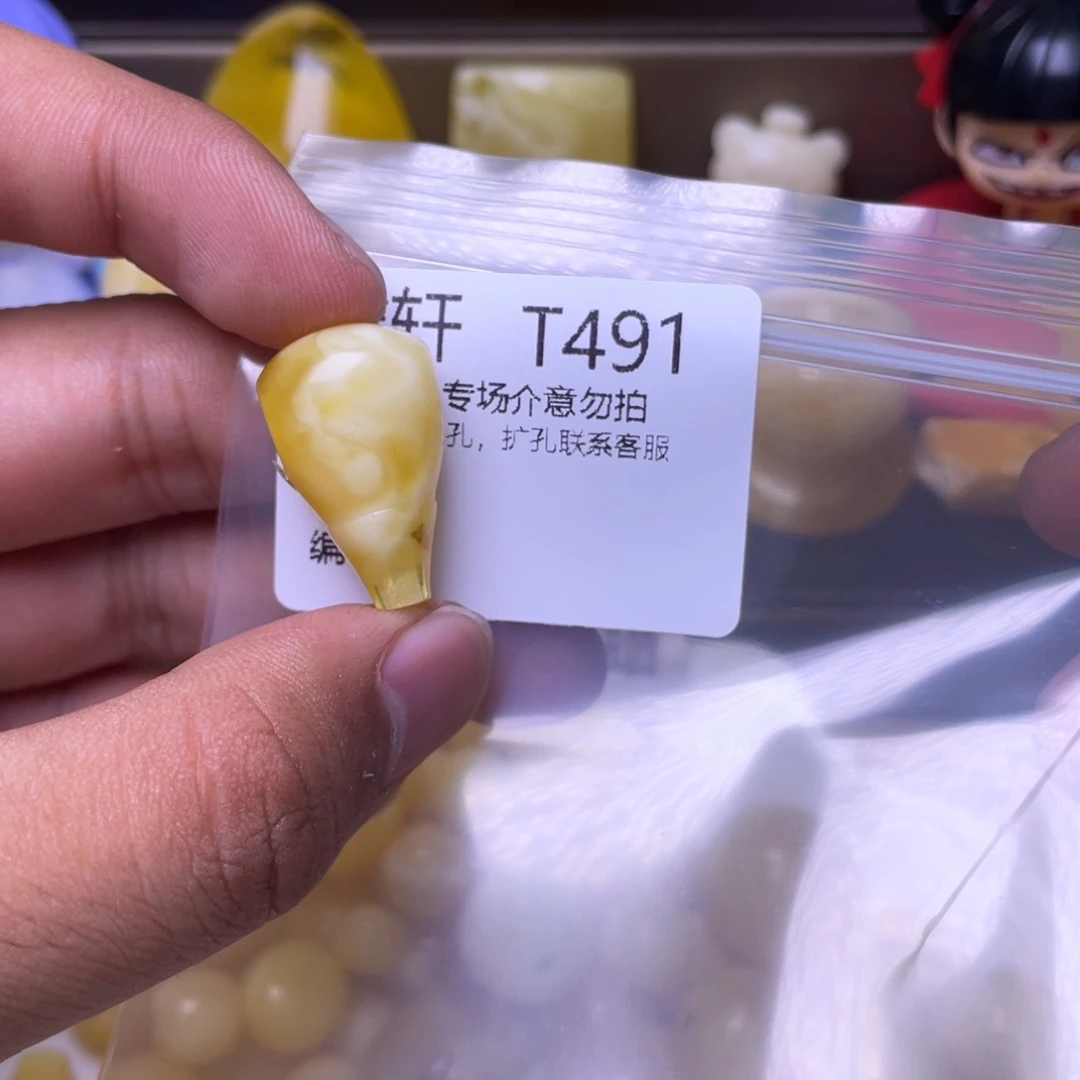 轩 T491
专场介意勿拍
孔，扩孔联系客服
编